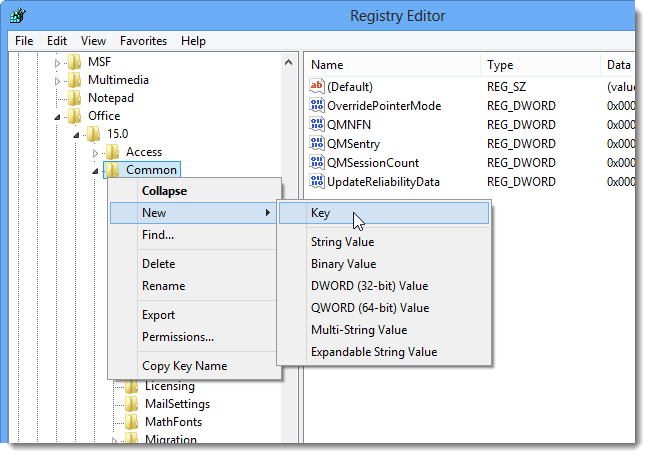 Registry Editor
File Edit View Favorites Help
MSF
Multimedia
Notepad
Office
15.0
Access
Common
Licensing
MailSettings
MathFonts
Migration
Collapse
New
Find...
Delete
Rename
Export
Permissions...
Copy Key Name
Key
String Value
Binary Value
DWORD (32-bit) Value
QWORD (64-bit) Value
Multi-String Value
Expandable String Value
Name Type Data
(Default) REG_SZ (valu
OverridePointerMode REG_DWORD 0x000
QMNFN REG_DWORD 0x000
QMSentry REG_DWORD 0x000
QMSessionCount REG_DWORD 0x000
UpdateReliabilityData REG_DWORD 0x000